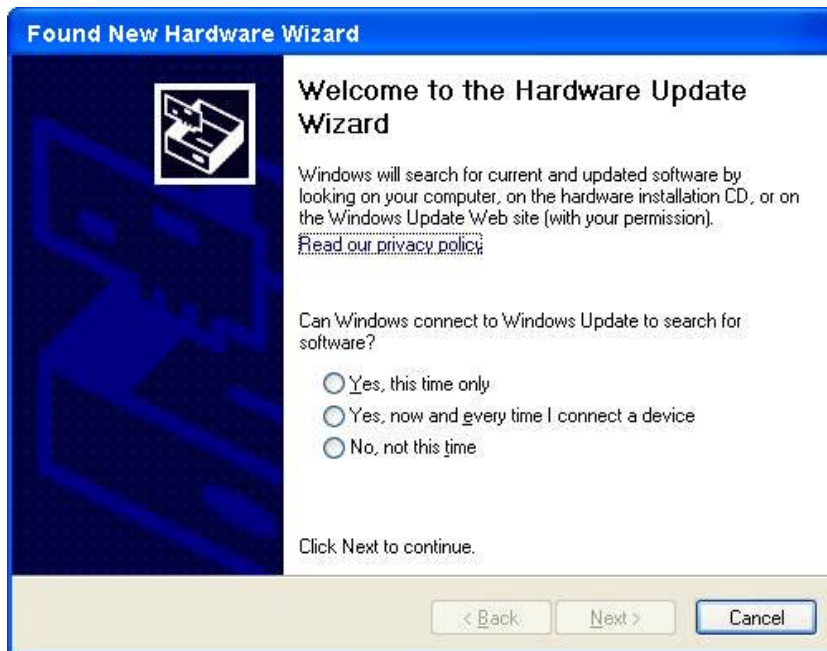 Found New Hardware Wizard
Welcome to the Hardware Update
Wizard
Windows will search for current and updated software by
looking on your computer, on the hardware installation CD, or on
the Windows Update Web site (with your permission).
Read our privacy policy
Can Windows connect to Windows Update to search for
software?
Yes, this time only
Yes, now and every time I connect a device
No, not this time
Click Next to continue.
< Back
Next >
Cancel